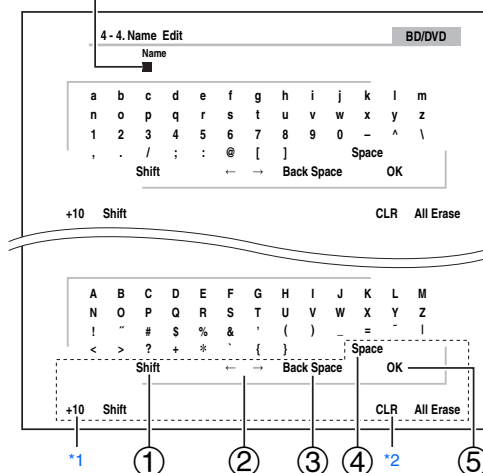 4 - 4. Name Edit BD/DVD
Name
a b c d e f g h i j k l m
n o p q r s t u v w x y z
1 2 3 4 5 6 7 8 9 0 – ^ \
, . / ; : @ [ ] Space
Shift ← → Back Space OK
+10 Shift CLR All Erase
A B C D E F G H I J K L M
N O P Q R S T U V W X Y Z
! ˝ # $ % & ' ( ) _ = ˜ |
< > ? + * ` { } Space
Shift ← → Back Space OK
+10 Shift CLR All Erase
*1 ① ② ③ ④ *2 ⑤